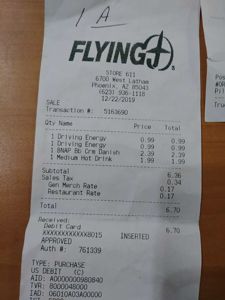 1 A
FLYING J
STORE 611
6700 West Latham
Phoenix, AZ 85043
(623) 936-1118
12/22/2019
SALE
Transaction #: 5163690
Qty Name Price Total
1 Driving Energy 0.99 0.99
1 Driving Energy 0.99 0.99
1 BNAP Bb Crm Danish 2.39 2.39
1 Medium Hot Drink 1.99 1.99
Subtotal 6.36
Sales Tax 0.34
Gen Merch Rate 0.17
Restaurant Rate 0.17
Total 6.70
Received:
Debit Card 6.70
XXXXXXXXXXXX8015 INSERTED
APPROVED
Auth #: 761339
TYPE: PURCHASE
US DEBIT (C)
AID: A0000000980840
TVR: 8000048000
IAD: 06010A03A00000